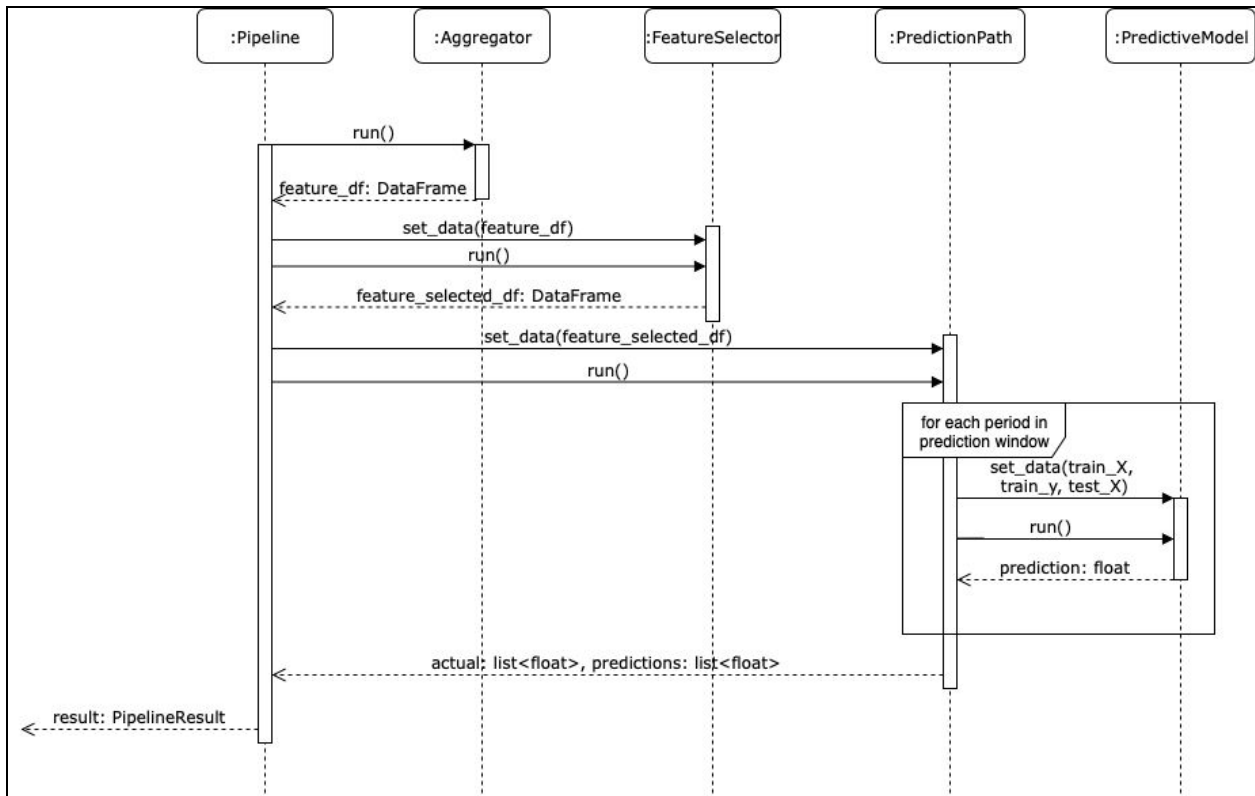 :Pipeline
:Aggregator
:FeatureSelector
:PredictionPath
:PredictiveModel
run()
feature_df: DataFrame
set_data(feature_df)
run()
feature_selected_df: DataFrame
set_data(feature_selected_df)
run()
for each period in
prediction window
set_data(train_X,
train_y, test_X)
run()
prediction: float
actual: list<float>, predictions: list<float>
result: PipelineResult